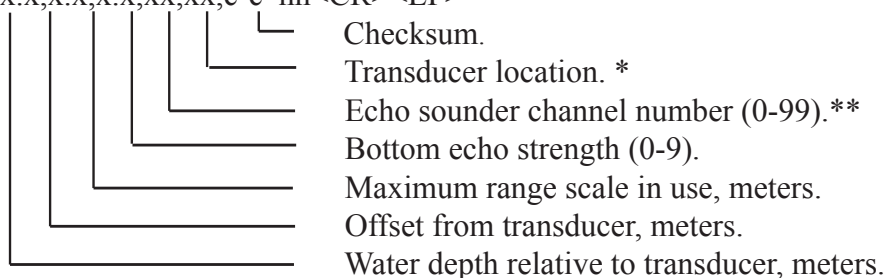 x.x,x.x,x.x,xx,xx,c-c*hh <CR> <LF>
Checksum.
Transducer location. *
Echo sounder channel number (0-99).**
Bottom echo strength (0-9).
Maximum range scale in use, meters.
Offset from transducer, meters.
Water depth relative to transducer, meters.